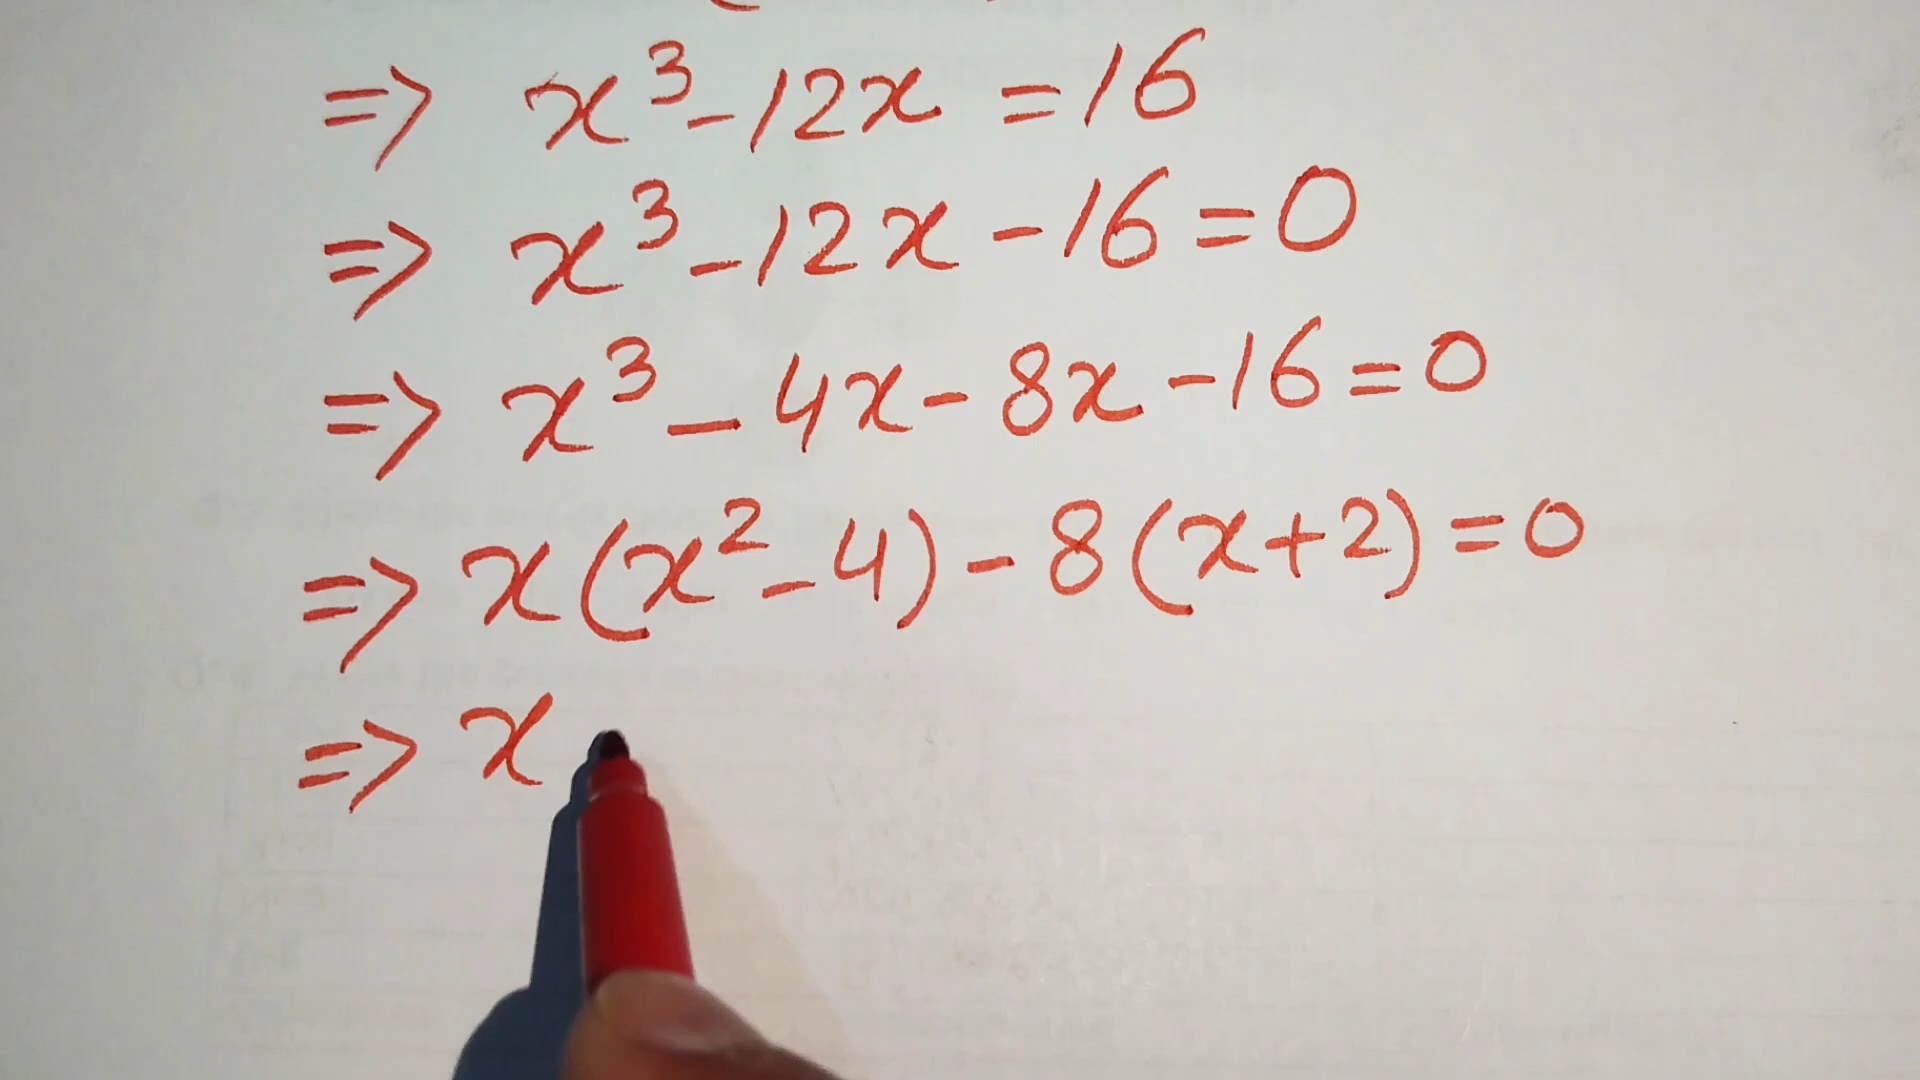 => x³ - 12x = 16
=> x³ - 12x - 16 = 0
=> x³ - 4x - 8x - 16 = 0
=> x(x² - 4) - 8(x + 2) = 0
=> x